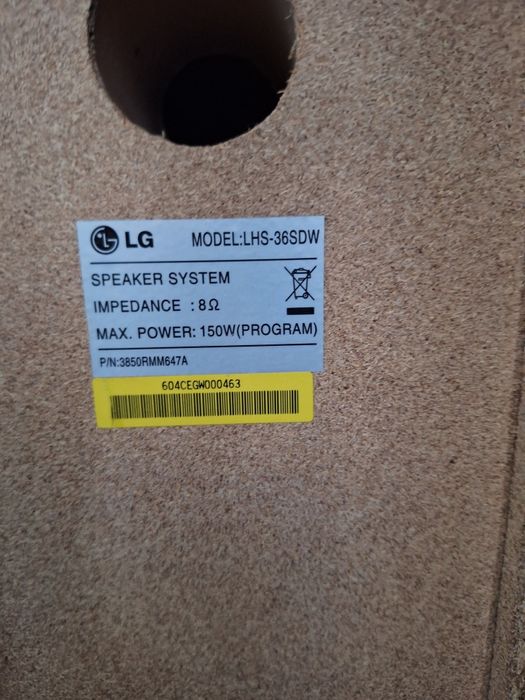 LG MODEL:LHS-36SDW
SPEAKER SYSTEM
IMPEDANCE : 8Ω
MAX. POWER: 150W(PROGRAM)
P/N:3850RMM647A
604CEGW000463